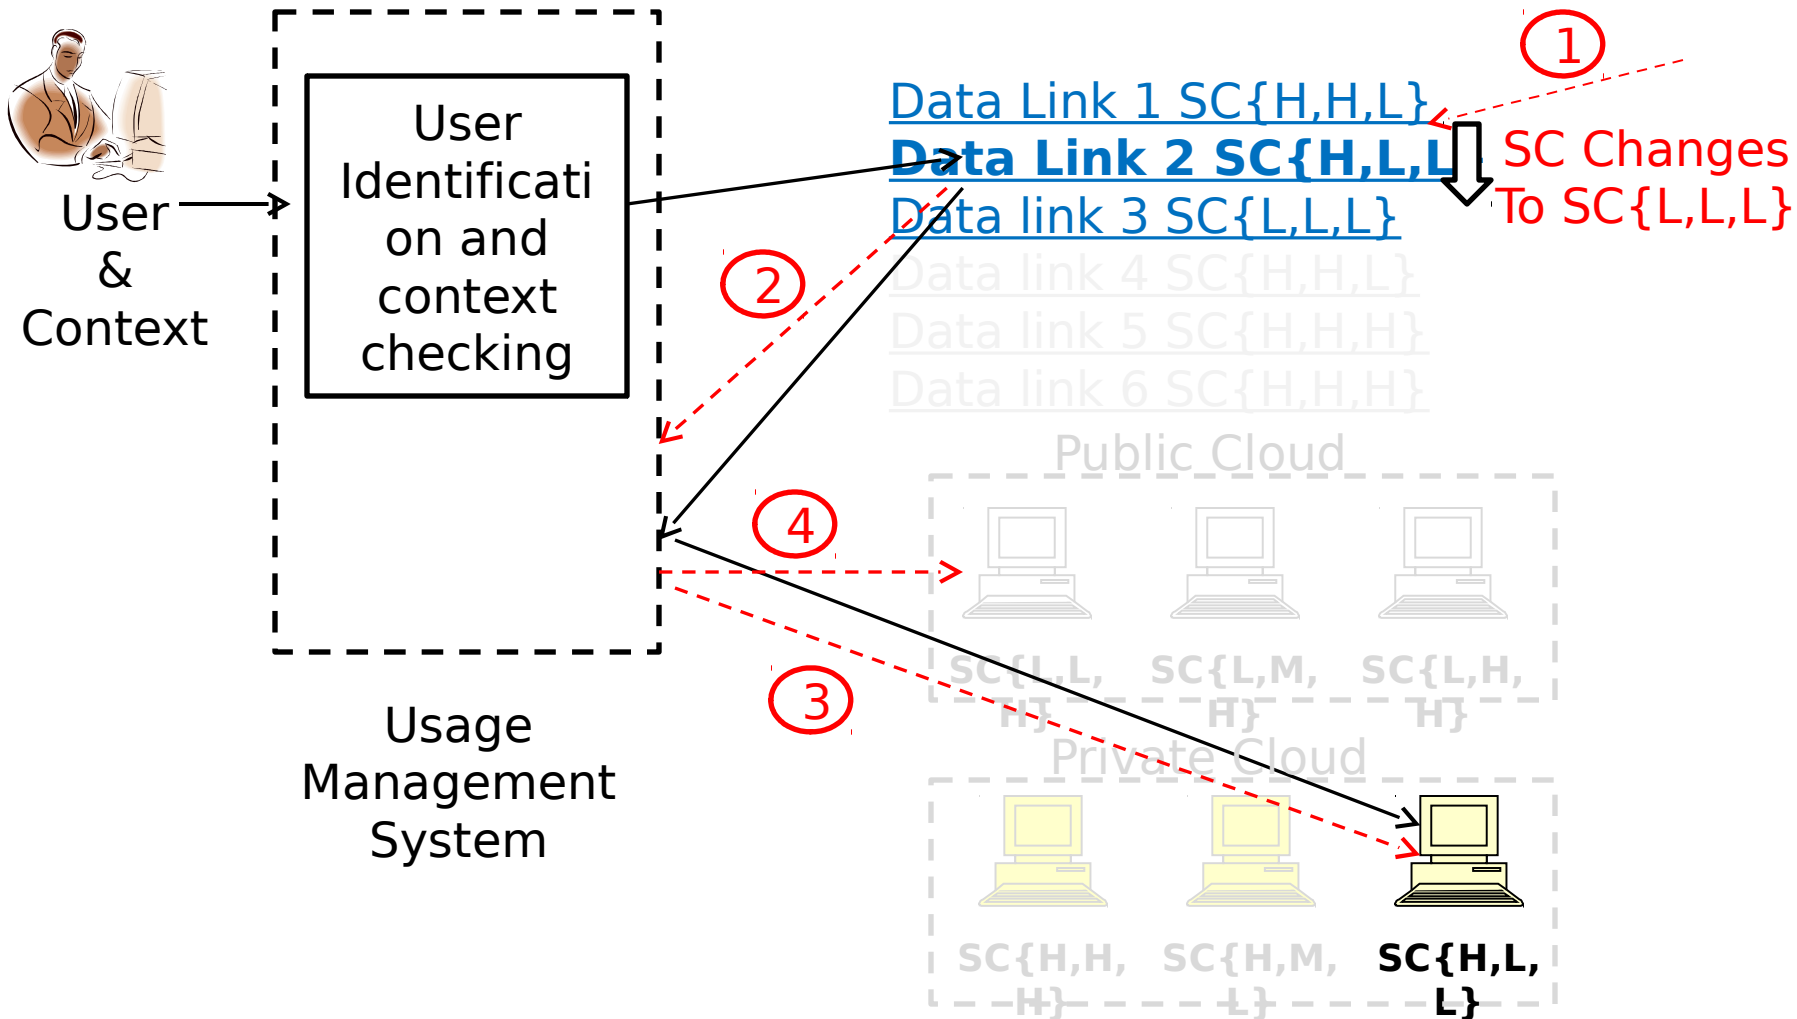 User
&
Context
User
Identificati
on and
context
checking
Usage
Management
System
1
Data Link 1 SC{H,H,L}
Data Link 2 SC{H,L,L}
Data link 3 SC{L,L,L}
Data link 4 SC{H,H,L}
Data link 5 SC{H,H,H}
Data link 6 SC{H,H,H}
SC Changes
To SC{L,L,L}
2
4
3
Public Cloud
SC{L,L,
H}
SC{L,M,
H}
SC{L,H,
H}
Private Cloud
SC{H,H,
H}
SC{H,M,
L}
SC{H,L,
L}